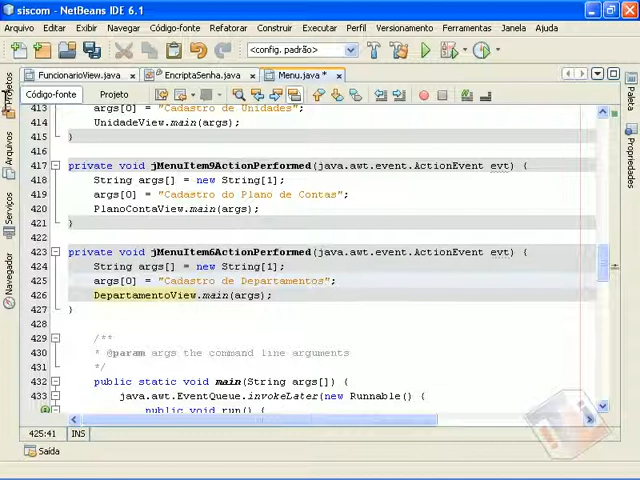 siscom - NetBeans IDE 6.1
Arquivo Editar Exibir Navegar Código-fonte Refatorar Construir Executar Perfil Versionamento Ferramentas Janela Ajuda
<config. padrão>
FuncionarioView.java × EncriptaSenha.java × Menu.java * ×
Código-fonte Projeto
Projetos
Arquivos
Serviços
Navegador
Paleta
Propriedades
413 args[0] = "Cadastro de Unidades";
414 UnidadeView.main(args);
415 }
416
417 private void jMenuItem9ActionPerformed(java.awt.event.ActionEvent evt) {
418 String args[] = new String[1];
419 args[0] = "Cadastro do Plano de Contas";
420 PlanoContaView.main(args);
421 }
422
423 private void jMenuItem6ActionPerformed(java.awt.event.ActionEvent evt) {
424 String args[] = new String[1];
425 args[0] = "Cadastro de Departamentos";
426 DepartamentoView.main(args);
427 }
428
429 /**
430 * @param args the command line arguments
431 */
432 public static void main(String args[]) {
433 java.awt.EventQueue.invokeLater(new Runnable() {
public void run() {
425:41 INS
Saída